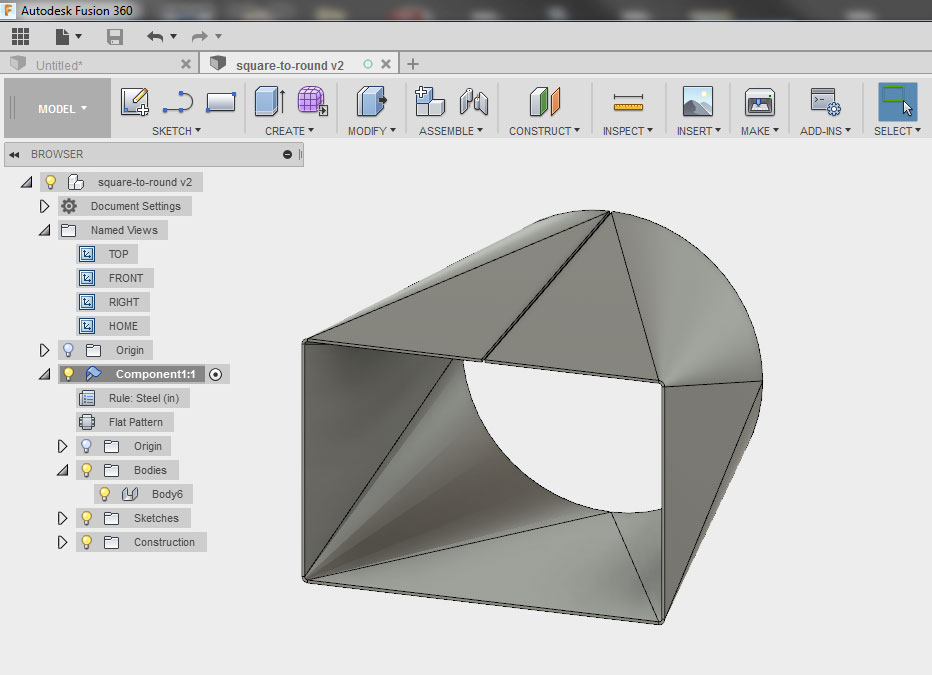 F Autodesk Fusion 360
Untitled* square-to-round v2
MODEL
SKETCH CREATE MODIFY ASSEMBLE CONSTRUCT INSPECT INSERT MAKE ADD-INS SELECT
BROWSER
square-to-round v2
Document Settings
Named Views
TOP
FRONT
RIGHT
HOME
Origin
Component1:1
Rule: Steel (in)
Flat Pattern
Origin
Bodies
Body6
Sketches
Construction